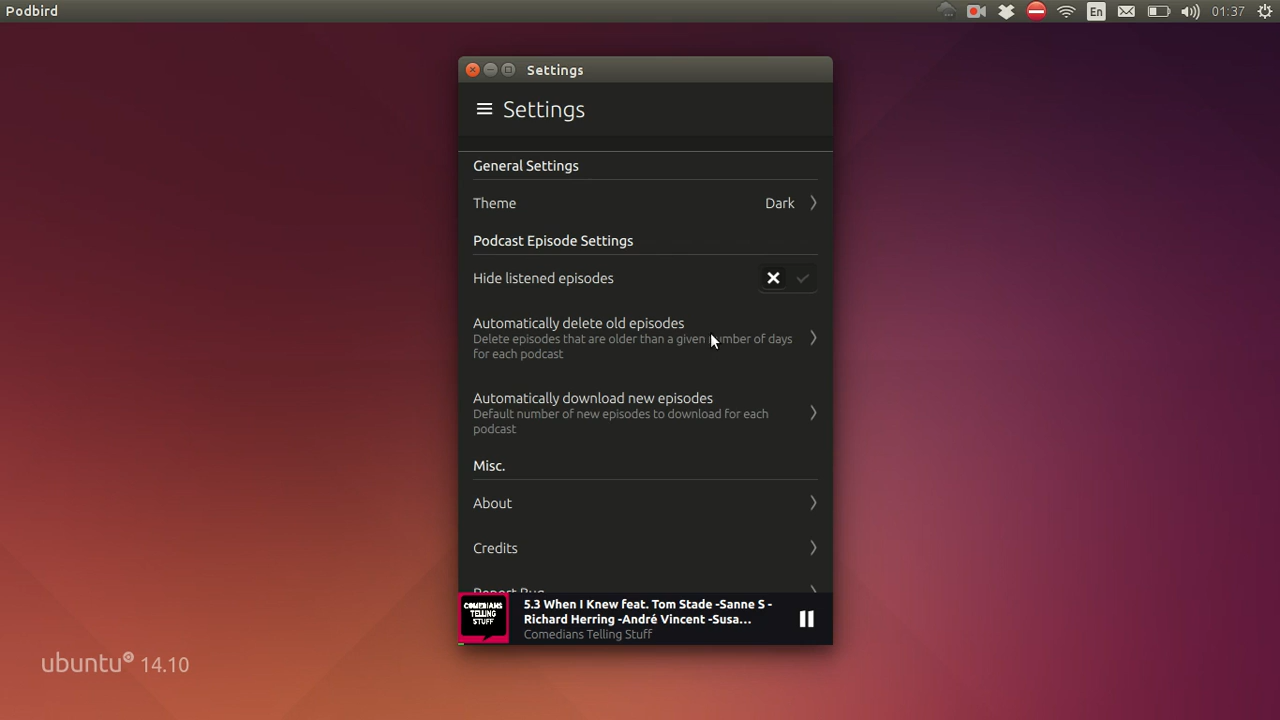 Podbird
En
01:37
Settings
Settings
General Settings
Theme
Dark
Podcast Episode Settings
Hide listened episodes
Automatically delete old episodes
Delete episodes that are older than a given number of days
for each podcast
Automatically download new episodes
Default number of new episodes to download for each
podcast
Misc.
About
Credits
Report Bug
COMEDIANS
TELLING
STUFF
5.3 When I Knew feat. Tom Stade -Sanne S -
Richard Herring -André Vincent -Susa...
Comedians Telling Stuff
ubuntu 14.10